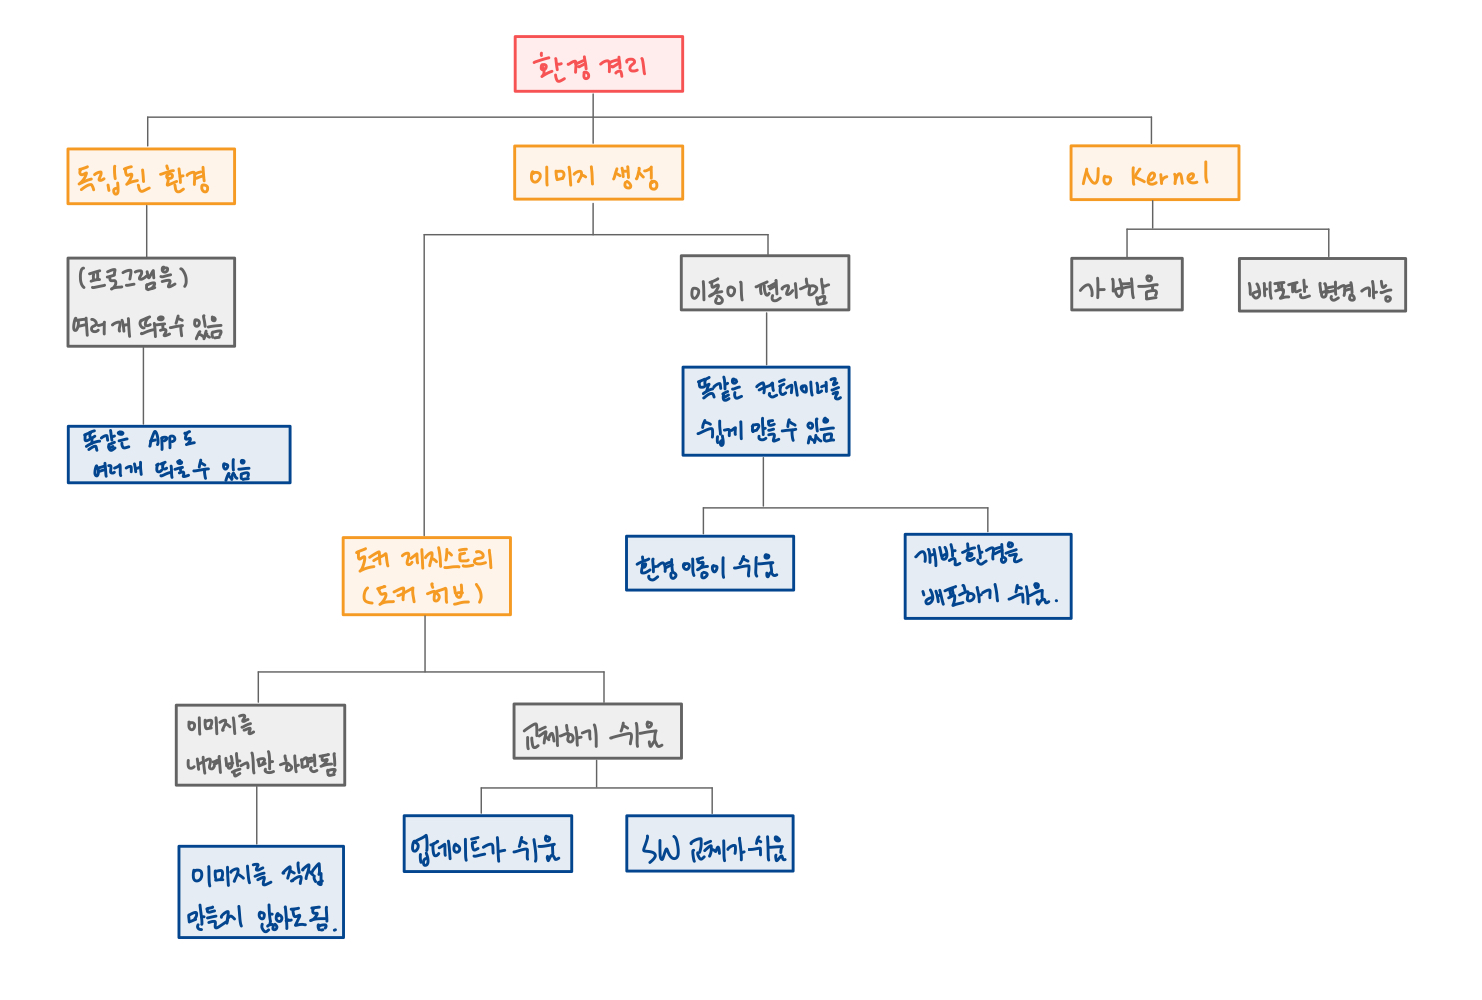 환경 격리
독립된 환경
이미지 생성
No Kernel
(프로그램을)
여러 개 띄울 수 있음
이동이 편리함
가벼움
배포판 변경 가능
똑같은 App도
여러개 띄울 수 있음
똑같은 컨테이너를
쉽게 만들 수 있음
도커 레지스트리
(도커 허브)
환경 이동이 쉬움
개발환경을
배포하기 쉬움.
이미지를
내려받기만 하면됨
교체하기 쉬움
업데이트가 쉬움
SW 교체가 쉬움
이미지를 직접
만들지 않아도 됨.